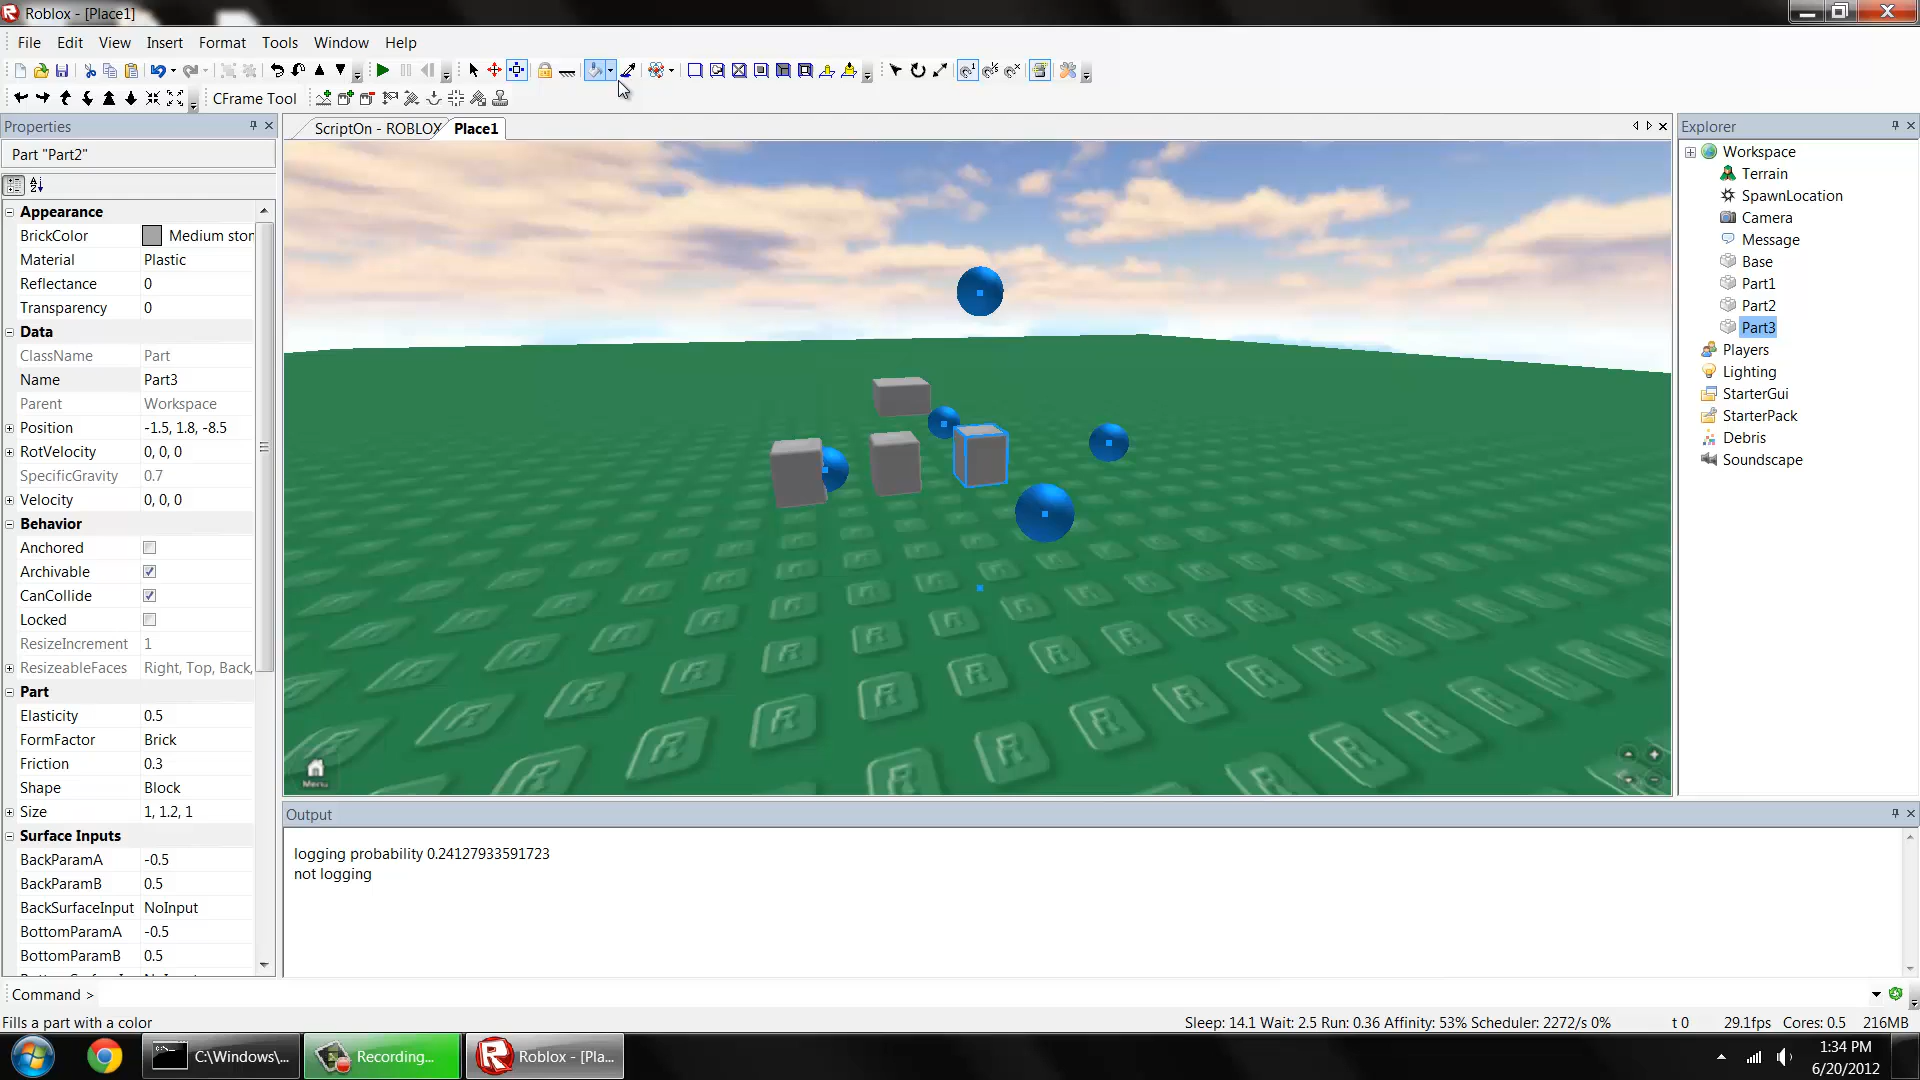 Roblox - [Place1]
File Edit View Insert Format Tools Window Help
CFrame Tool
Properties
ScriptOn - ROBLOX
Place1
Explorer
Part "Part2"
Appearance
BrickColor Medium ston
Material Plastic
Reflectance 0
Transparency 0
Data
ClassName Part
Name Part3
Parent Workspace
Position -1.5, 1.8, -8.5
RotVelocity 0, 0, 0
SpecificGravity 0.7
Velocity 0, 0, 0
Behavior
Anchored
Archivable
CanCollide
Locked
ResizeIncrement 1
ResizeableFaces Right, Top, Back,
Part
Elasticity 0.5
FormFactor Brick
Friction 0.3
Shape Block
Size 1, 1.2, 1
Surface Inputs
BackParamA -0.5
BackParamB 0.5
BackSurfaceInput NoInput
BottomParamA -0.5
BottomParamB 0.5
Menu
Workspace
Terrain
SpawnLocation
Camera
Message
Base
Part1
Part2
Part3
Players
Lighting
StarterGui
StarterPack
Debris
Soundscape
Output
logging probability 0.24127933591723
not logging
Command >
Fills a part with a color
Sleep: 14.1 Wait: 2.5 Run: 0.36 Affinity: 53% Scheduler: 2272/s 0% t 0 29.1fps Cores: 0.5 216MB
C:\Windows\...
Recording...
Roblox - [Pla...
1:34 PM
6/20/2012